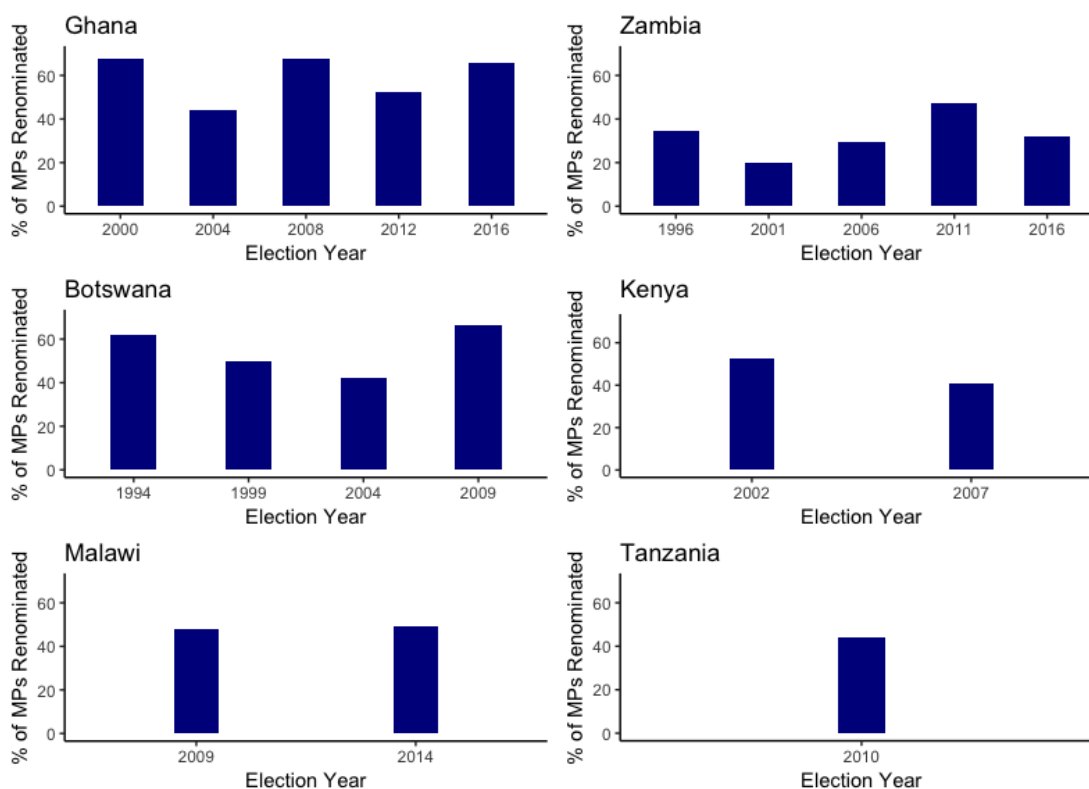 Ghana
% of MPs Renominated
60
40
20
0
2000 2004 2008 2012 2016
Election Year
Zambia
% of MPs Renominated
60
40
20
0
1996 2001 2006 2011 2016
Election Year
Botswana
% of MPs Renominated
60
40
20
0
1994 1999 2004 2009
Election Year
Kenya
% of MPs Renominated
60
40
20
0
2002 2007
Election Year
Malawi
% of MPs Renominated
60
40
20
0
2009 2014
Election Year
Tanzania
% of MPs Renominated
60
40
20
0
2010
Election Year